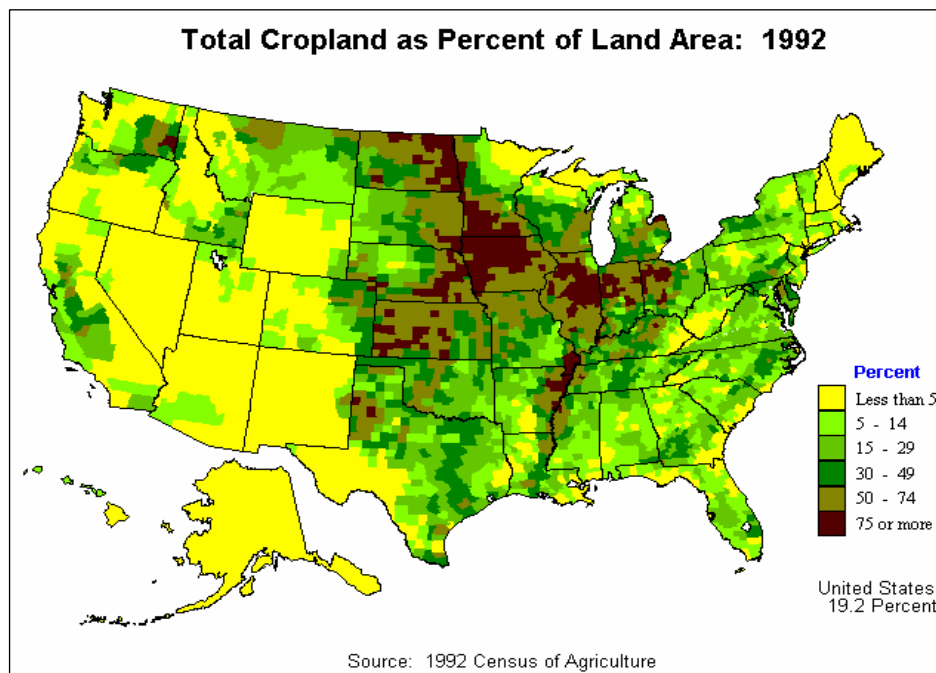 Total Cropland as Percent of Land Area: 1992
Percent
Less than 5
5 - 14
15 - 29
30 - 49
50 - 74
75 or more
United States
19.2 Percent
Source: 1992 Census of Agriculture